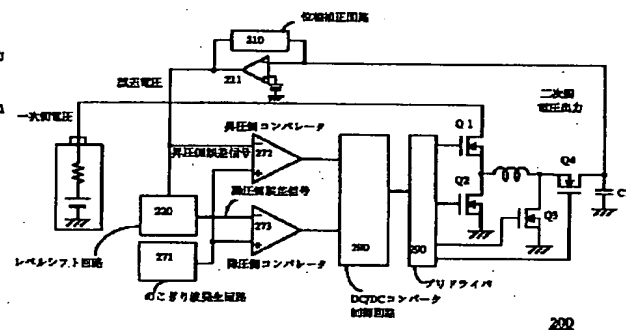 位相補正回路
210
211
誤差電圧
一次側電圧
二次側
電圧出力
昇圧側コンパレータ
昇圧側誤差信号
272
降圧側誤差信号
273
降圧側コンパレータ
220
レベルシフト回路
271
のこぎり波発生回路
280
290
DC/DCコンバータ
制御回路
プリドライバ
Q1
Q2
Q3
Q4
C
200